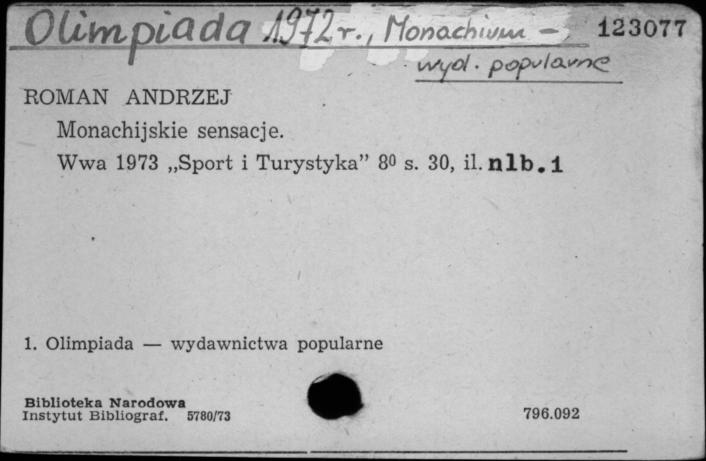 Olimpiada 1972 r., Monachium – 123077
wyd. popularne
ROMAN ANDRZEJ
Monachijskie sensacje.
Wwa 1973 „Sport i Turystyka” 8⁰ s. 30, il. nlb. 1
1. Olimpiada — wydawnictwa popularne
Biblioteka Narodowa
Instytut Bibliograf. 5780/73 796.092